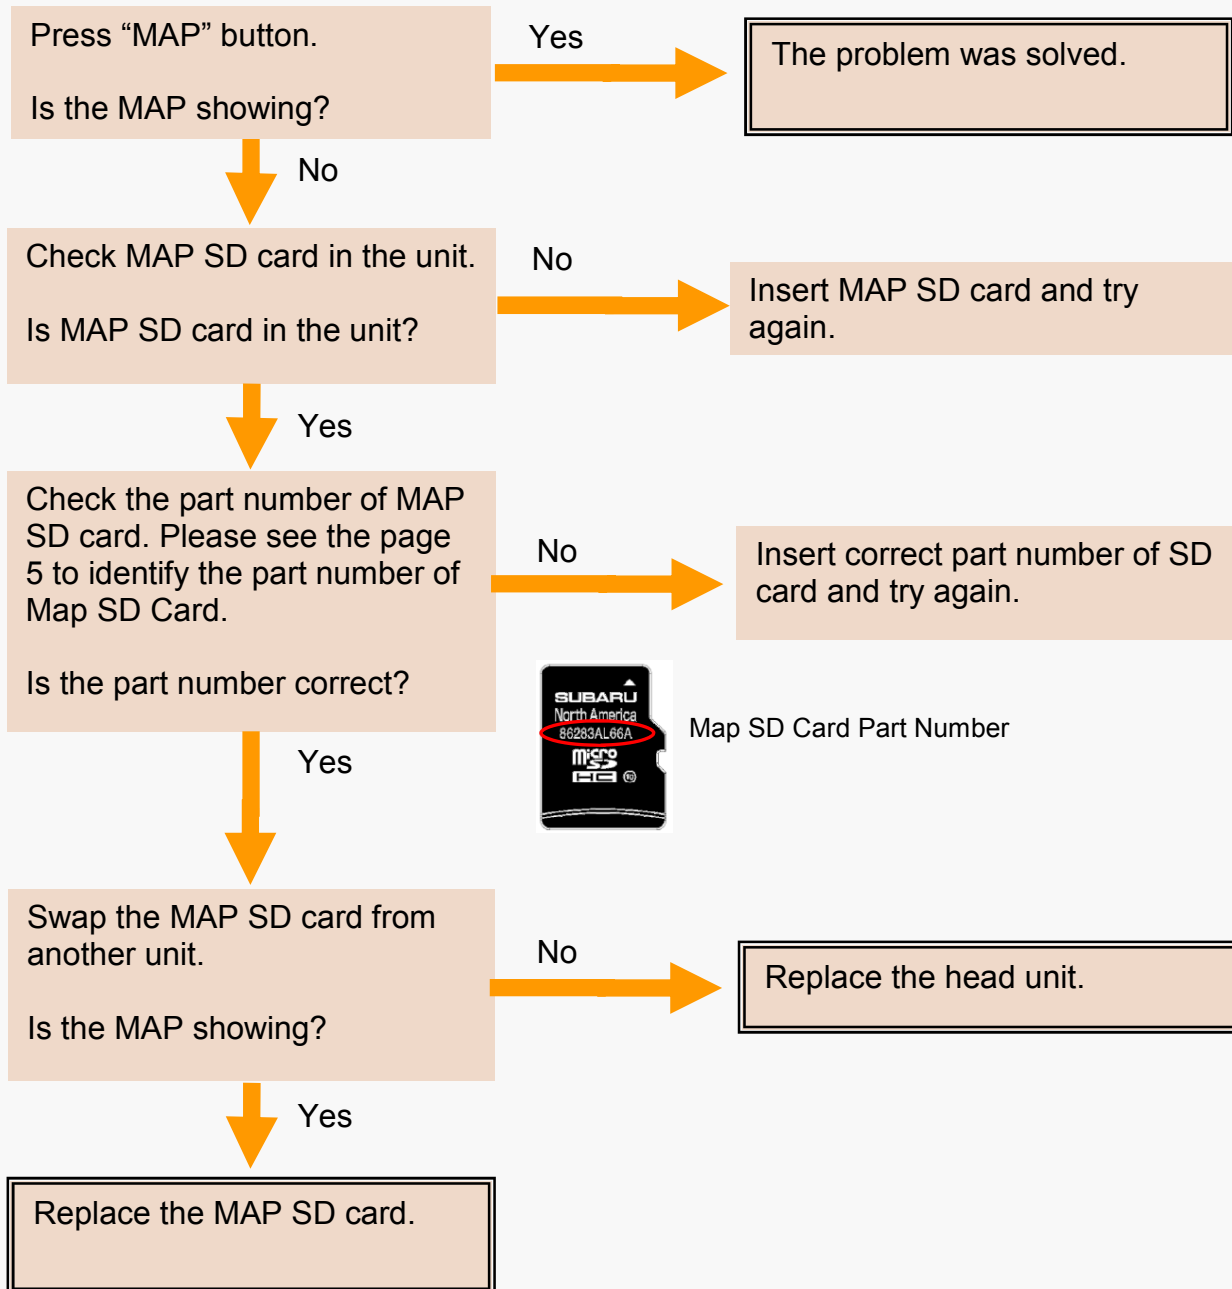 Press “MAP” button.
Is the MAP showing?
Yes
The problem was solved.
No
Check MAP SD card in the unit.
Is MAP SD card in the unit?
No
Insert MAP SD card and try
again.
Yes
Check the part number of MAP
SD card. Please see the page
5 to identify the part number of
Map SD Card.
Is the part number correct?
No
Insert correct part number of SD
card and try again.
SUBARU
North America
86283AL66A
Micro
SD
HC
10
Map SD Card Part Number
Yes
Swap the MAP SD card from
another unit.
Is the MAP showing?
No
Replace the head unit.
Yes
Replace the MAP SD card.